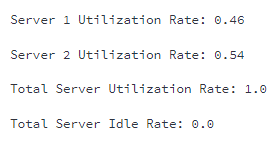 Server 1 Utilization Rate: 0.46
Server 2 Utilization Rate: 0.54
Total Server Utilization Rate: 1.0
Total Server Idle Rate: 0.0